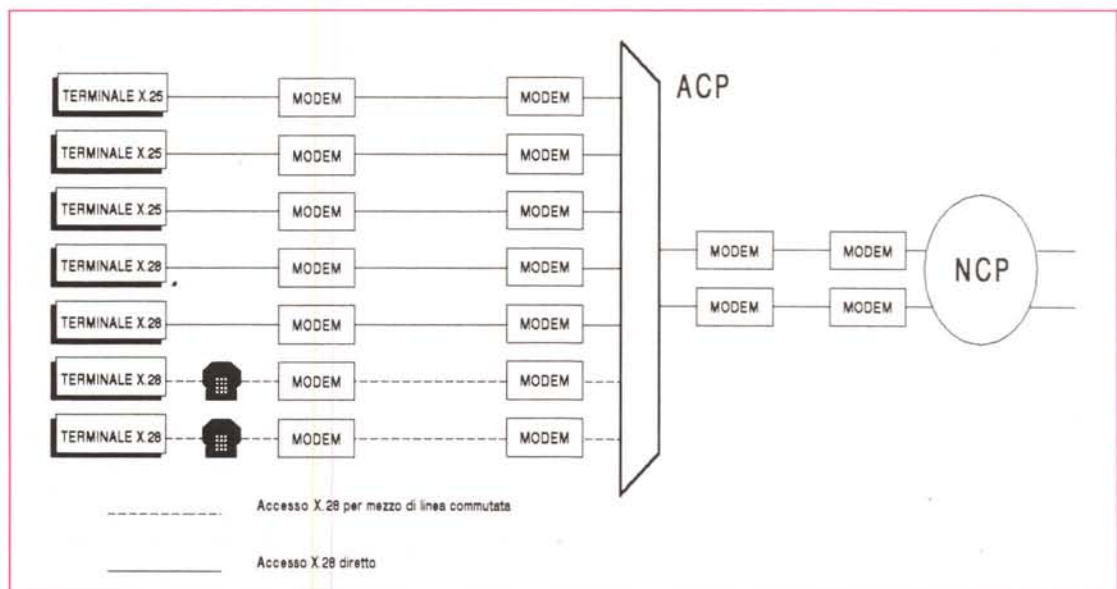 TERMINALE X.25 MODEM MODEM
ACP
TERMINALE X.25 MODEM MODEM
TERMINALE X.25 MODEM MODEM
MODEM MODEM
TERMINALE X.28 MODEM MODEM
NCP
MODEM MODEM
TERMINALE X.28 MODEM MODEM
TERMINALE X.28 MODEM MODEM
TERMINALE X.28 MODEM MODEM
Accesso X.28 per mezzo di linea commutata
Accesso X.28 diretto